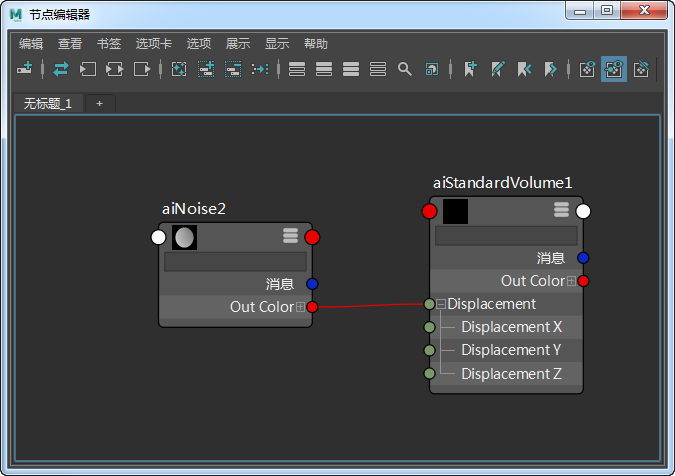 节点编辑器
编辑 查看 书签 选项卡 选项 展示 显示 帮助
无标题_1 +
aiStandardVolume1
aiNoise2
消息
Out Color
消息
Out Color
Displacement
Displacement X
Displacement Y
Displacement Z